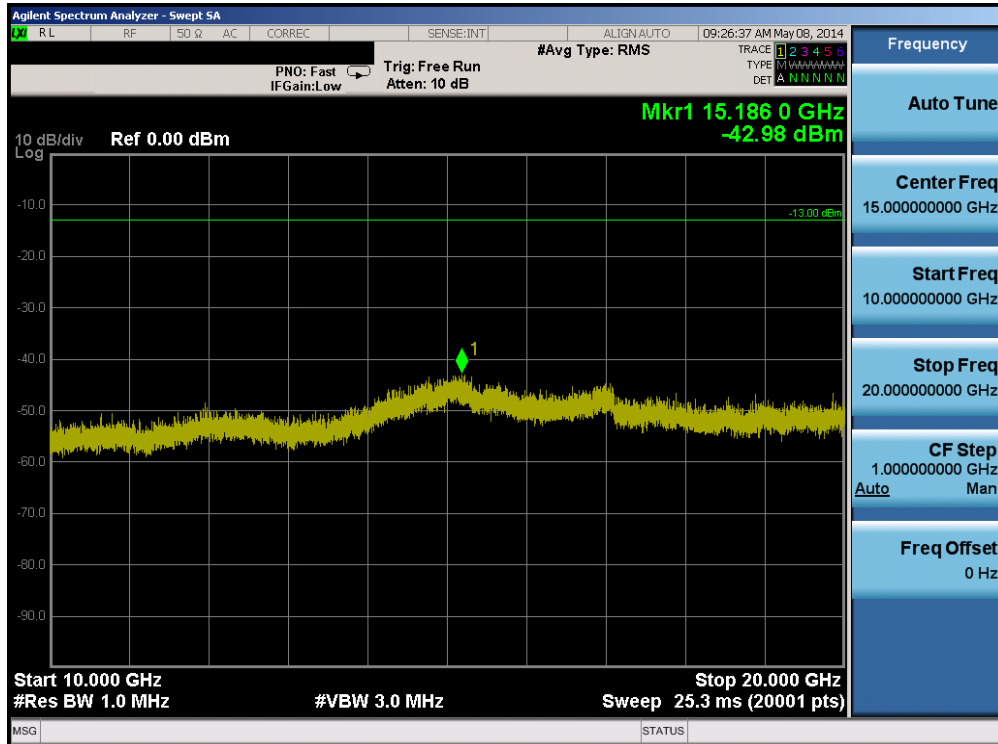 Agilent Spectrum Analyzer - Swept SA
LXI RL RF 50 Ω AC CORREC SENSE:INT ALIGN AUTO 09:26:37 AM May 08, 2014
#Avg Type: RMS
TRACE 1 2 3 4 5 6
TYPE M WWWWW
DET A N N N N N
PNO: Fast
IFGain:Low
Trig: Free Run
Atten: 10 dB
Mkr1 15.186 0 GHz
-42.98 dBm
10 dB/div Ref 0.00 dBm
Log
-10.0
-13.00 dBm
-20.0
-30.0
-40.0
1
-50.0
-60.0
-70.0
-80.0
-90.0
Start 10.000 GHz
Stop 20.000 GHz
#Res BW 1.0 MHz
#VBW 3.0 MHz
Sweep 25.3 ms (20001 pts)
MSG
STATUS
Frequency
Auto Tune
Center Freq
15.000000000 GHz
Start Freq
10.000000000 GHz
Stop Freq
20.000000000 GHz
CF Step
1.000000000 GHz
Auto Man
Freq Offset
0 Hz